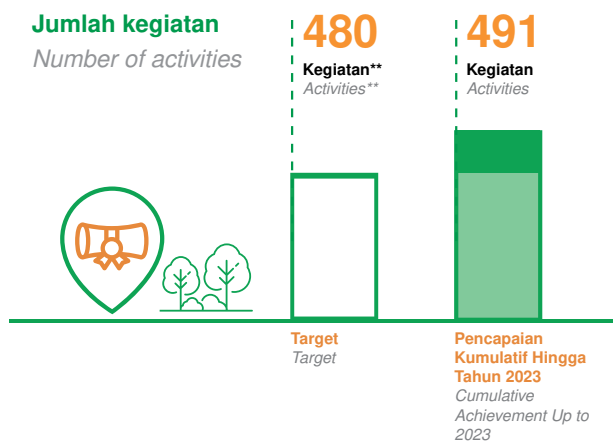 Jumlah kegiatan
Number of activities
480
Kegiatan**
Activities**
491
Kegiatan
Activities
Target
Target
Pencapaian
Kumulatif Hingga
Tahun 2023
Cumulative
Achievement Up to
2023